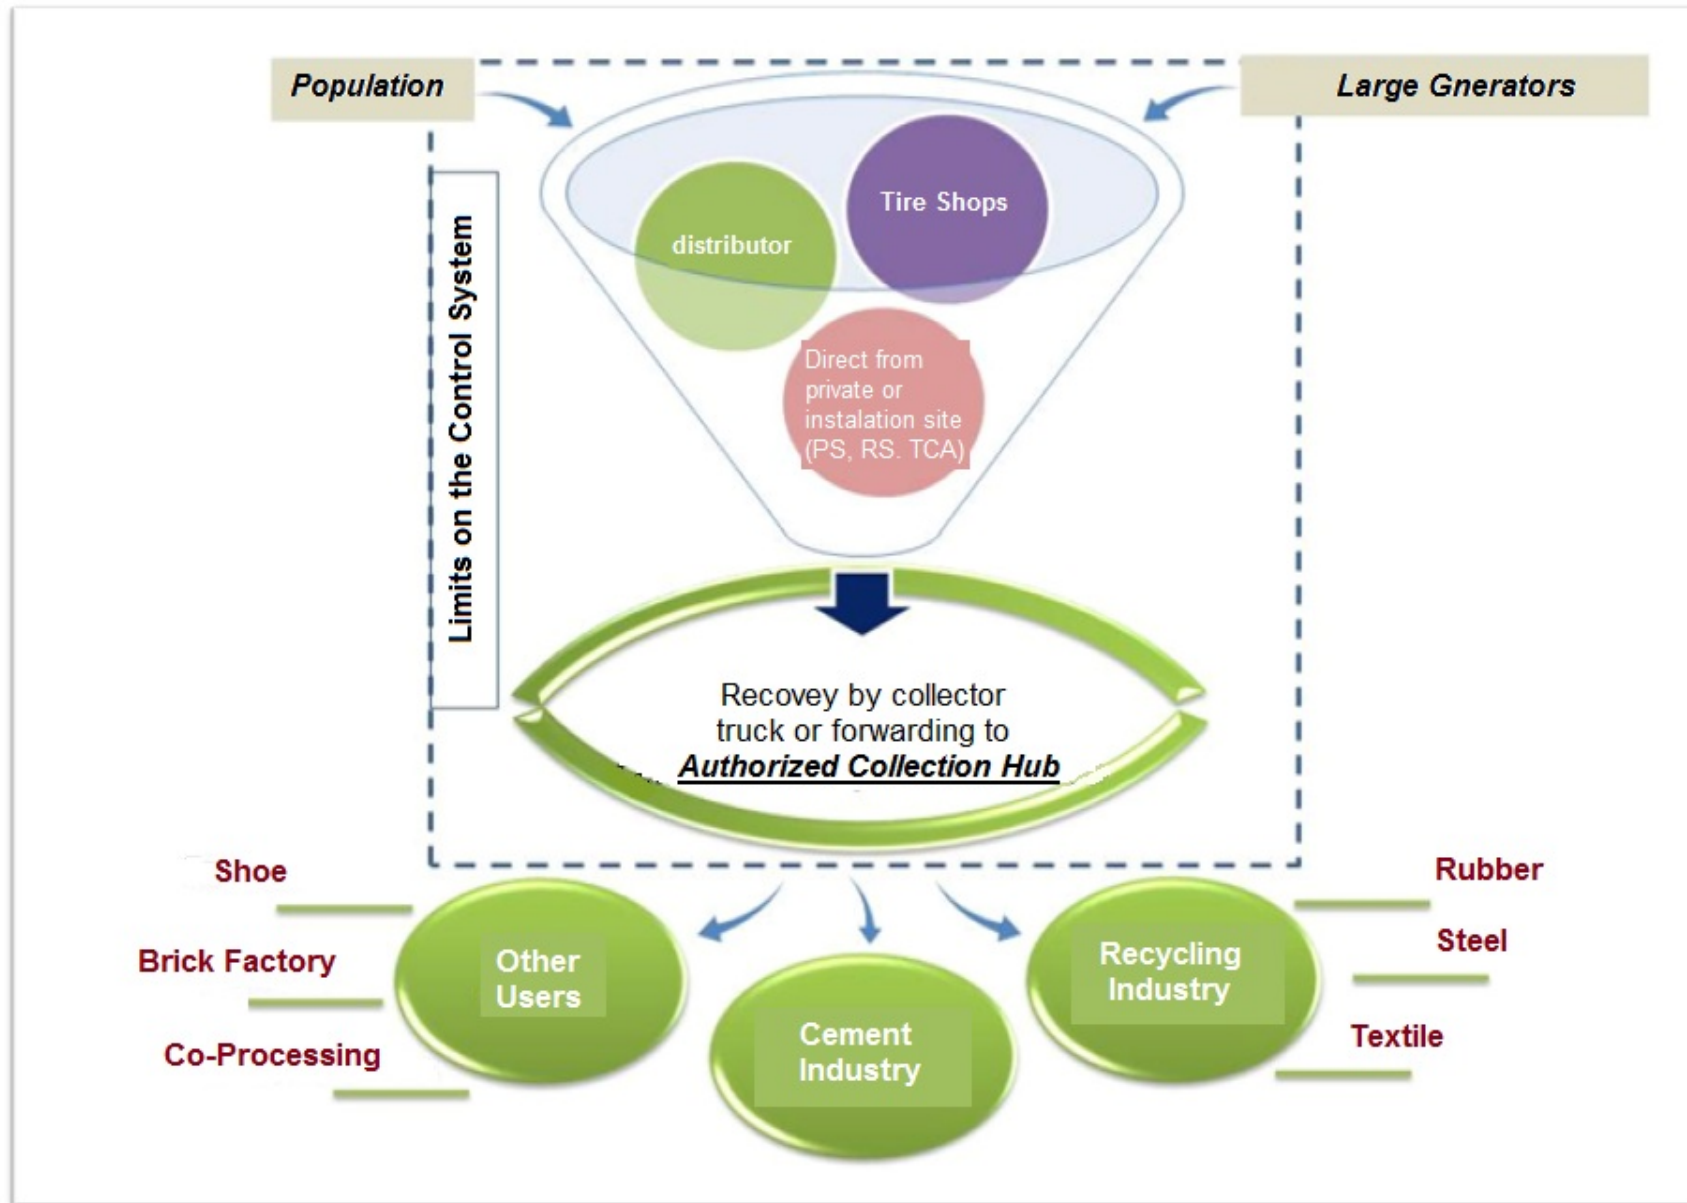 Population
Large Gnerators
Limits on the Control System
distributor
Tire Shops
Direct from
private or
instalation site
(PS, RS. TCA)
Recovey by collector
truck or forwarding to
Authorized Collection Hub
Shoe
Brick Factory
Co-Processing
Other
Users
Cement
Industry
Recycling
Industry
Rubber
Steel
Textile